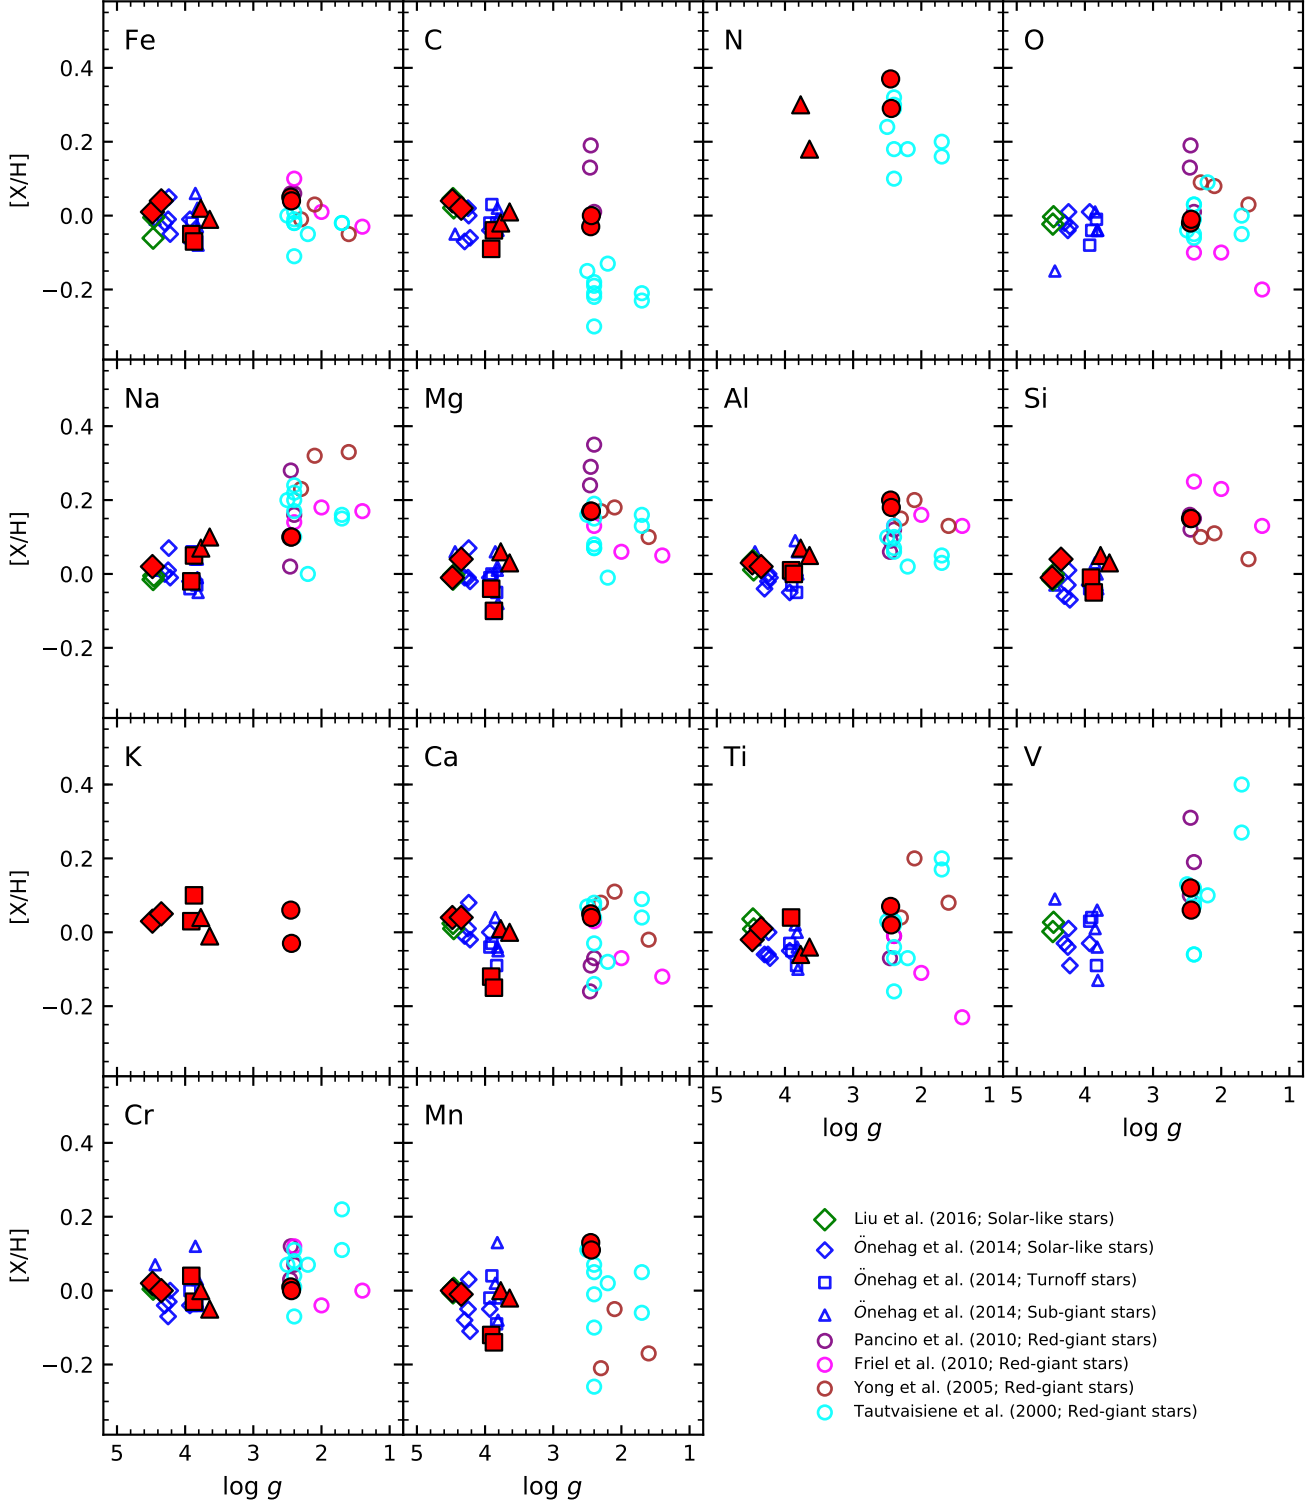 Fe C N O
0.4
0.2
0.0
−0.2
[X/H]
Na Mg Al Si
0.4
0.2
0.0
−0.2
[X/H]
K Ca Ti V
0.4
0.2
0.0
−0.2
[X/H]
5 4 3 2 1 5 4 3 2 1
log g log g
Cr Mn
0.4
0.2
0.0
−0.2
[X/H]
5 4 3 2 1 5 4 3 2 1
log g log g
Liu et al. (2016; Solar-like stars)
Önehag et al. (2014; Solar-like stars)
Önehag et al. (2014; Turnoff stars)
Önehag et al. (2014; Sub-giant stars)
Pancino et al. (2010; Red-giant stars)
Friel et al. (2010; Red-giant stars)
Yong et al. (2005; Red-giant stars)
Tautvaisiene et al. (2000; Red-giant stars)